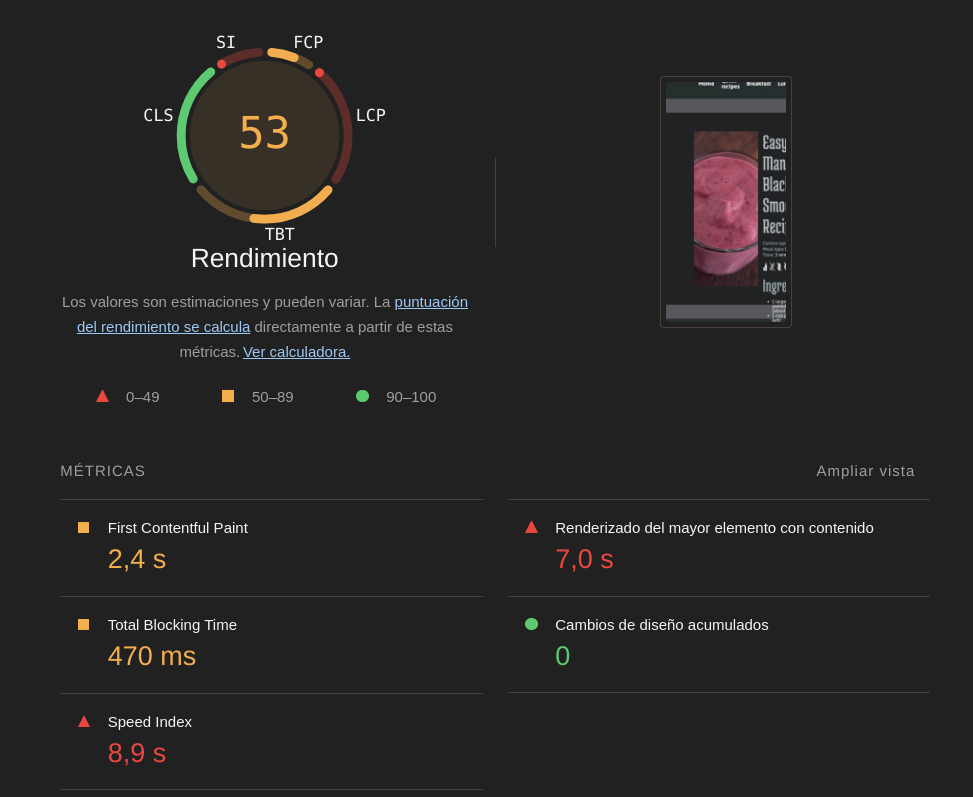 SI
FCP
CLS
53
LCP
TBT
Rendimiento
Los valores son estimaciones y pueden variar. La puntuación
del rendimiento se calcula directamente a partir de estas
métricas. Ver calculadora.
0–49
50–89
90–100
Home
recipes
Breakfast
Easy
Man
Blac
Smo
Reci
Ingre
MÉTRICAS
Ampliar vista
First Contentful Paint
2,4 s
Renderizado del mayor elemento con contenido
7,0 s
Total Blocking Time
470 ms
Cambios de diseño acumulados
0
Speed Index
8,9 s